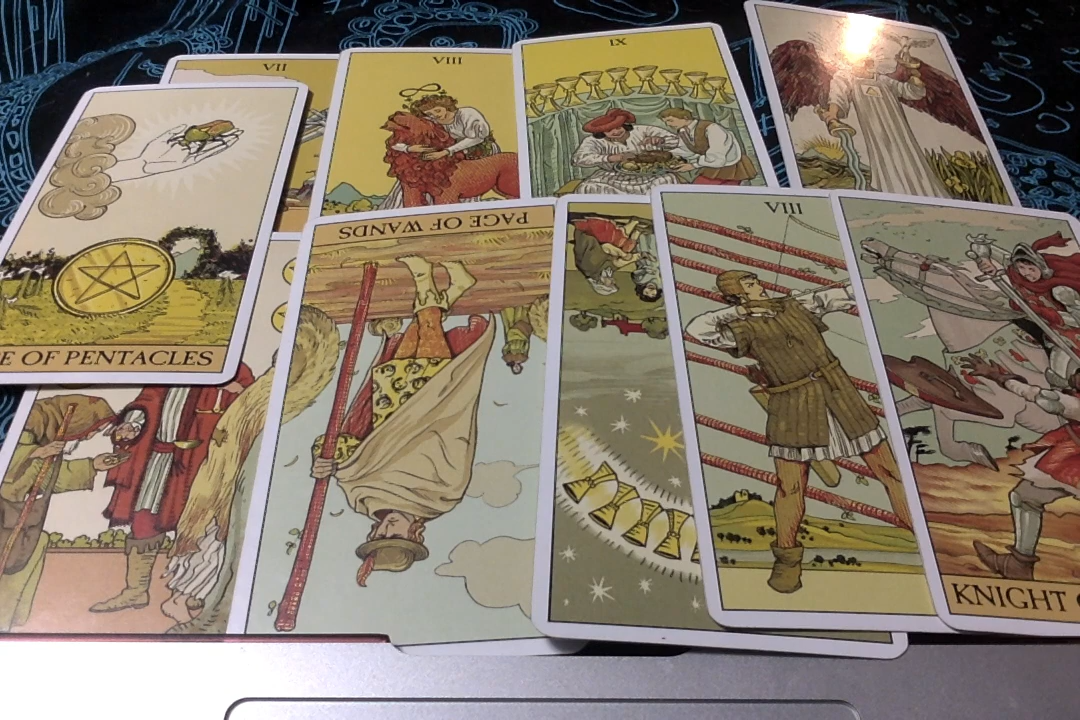 VII
VIII
IX
E OF PENTACLES
PAGE OF WANDS
VIII
KNIGHT